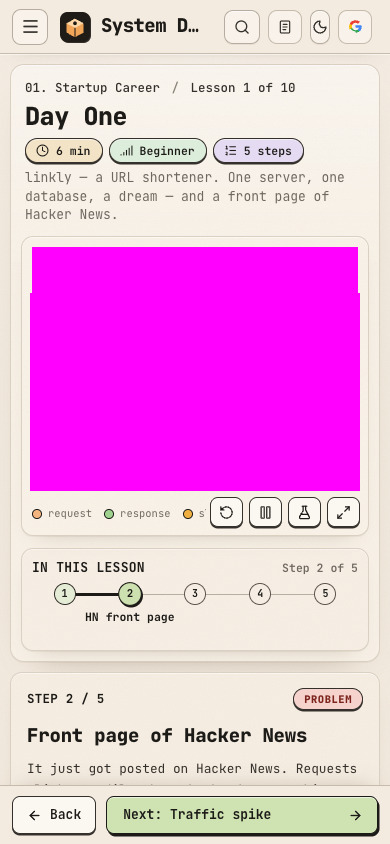 System D…
01. Startup Career / Lesson 1 of 10
Day One
6 min
Beginner
5 steps
linkly — a URL shortener. One server, one
database, a dream — and a front page of
Hacker News.
request
response
IN THIS LESSON
Step 2 of 5
1
2
3
4
5
HN front page
STEP 2 / 5
PROBLEM
Front page of Hacker News
It just got posted on Hacker News. Requests
← Back
Next: Traffic spike →